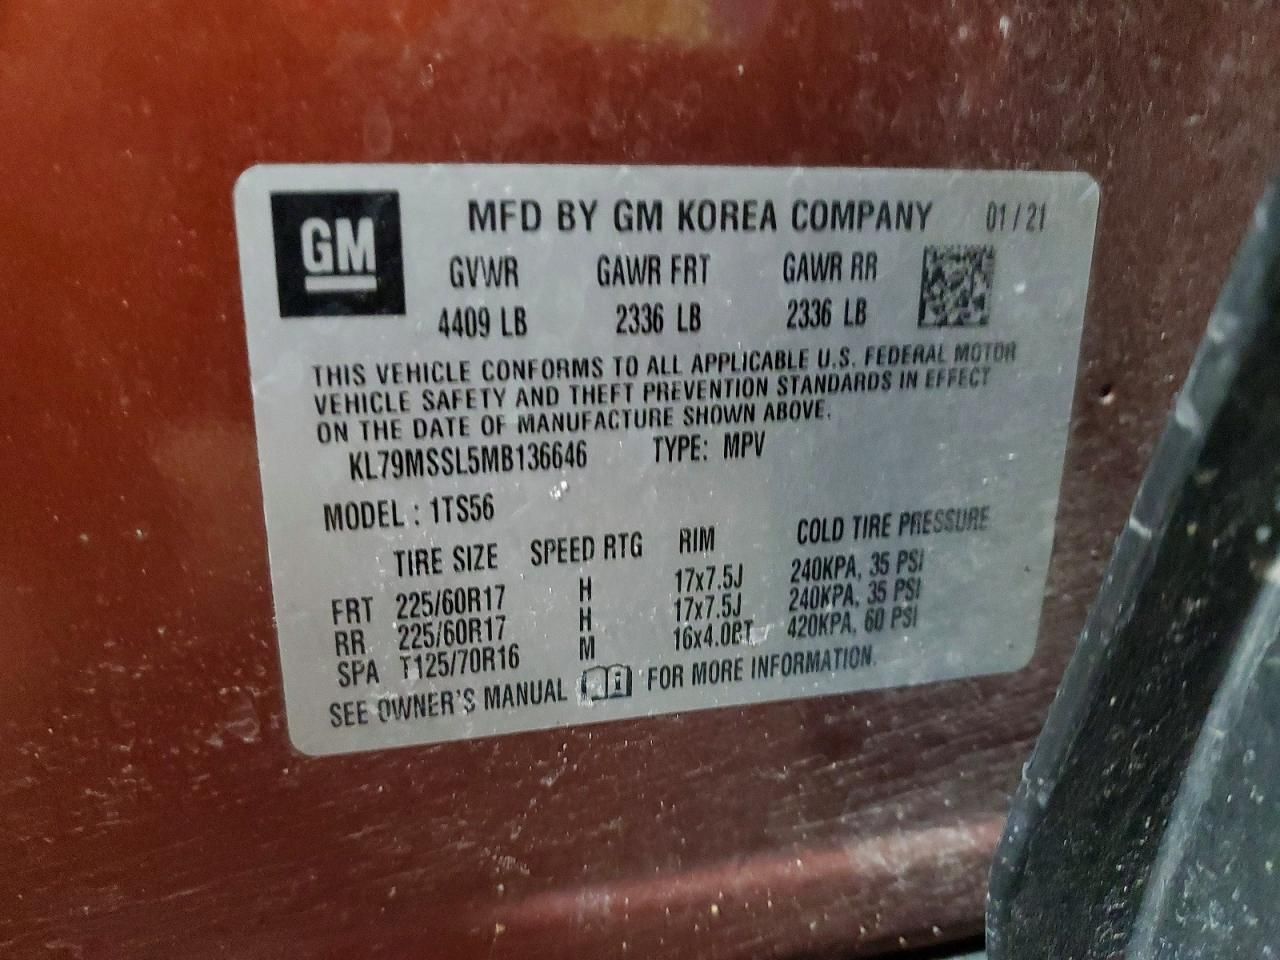 GM
MFD BY GM KOREA COMPANY 01/21
GVWR GAWR FRT GAWR RR
4409 LB 2336 LB 2336 LB
THIS VEHICLE CONFORMS TO ALL APPLICABLE U.S. FEDERAL MOTOR
VEHICLE SAFETY AND THEFT PREVENTION STANDARDS IN EFFECT
ON THE DATE OF MANUFACTURE SHOWN ABOVE.
KL79MSSL5MB136646 TYPE: MPV
MODEL: 1TS56
TIRE SIZE SPEED RTG RIM COLD TIRE PRESSURE
FRT 225/60R17 H 17x7.5J 240KPA, 35 PSI
RR 225/60R17 H 17x7.5J 240KPA, 35 PSI
SPA T125/70R16 M 16x4.0BT 420KPA, 60 PSI
SEE OWNER'S MANUAL i FOR MORE INFORMATION.